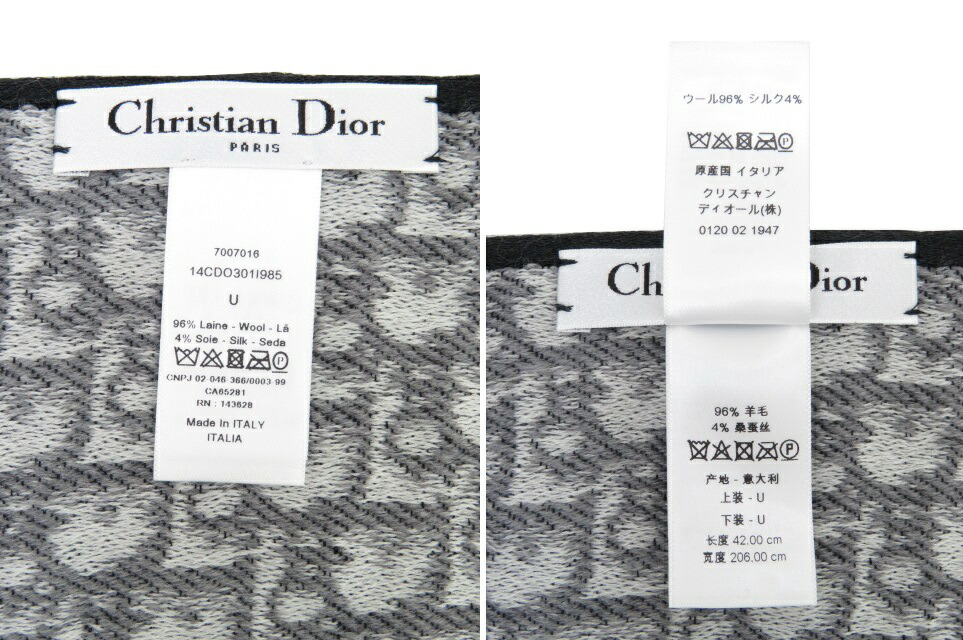 Christian Dior
PARIS
7007016
14CDO301I985
U
96% Laine - Wool - Lã
4% Soie - Silk - Seda
P
CNPJ 02-046-366/0003-99
CA65281
RN : 143628
Made In ITALY
ITALIA
ウール96% シルク4%
P
原産国 イタリア
クリスチャン
ディオール(株)
0120 02 1947
Ch Dior
96% 羊毛
4% 桑蚕丝
P
产地 - 意大利
上装 - U
下装 - U
长度 42.00 cm
宽度 206.00 cm